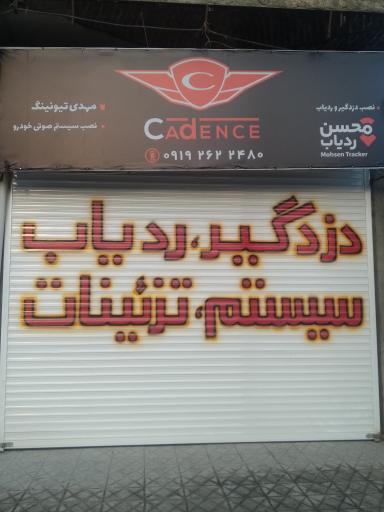 نصب دزدگیر و ردیاب
محسن ردیاب
Mohsen Tracker
C
CADENCE
۰۹۱۹ ۲۶۲ ۲۴۸۰
مهدی تیونینگ
نصب سیستم صوتی خودرو
دزدگیر، ردیاب
سیستم، تزئینات